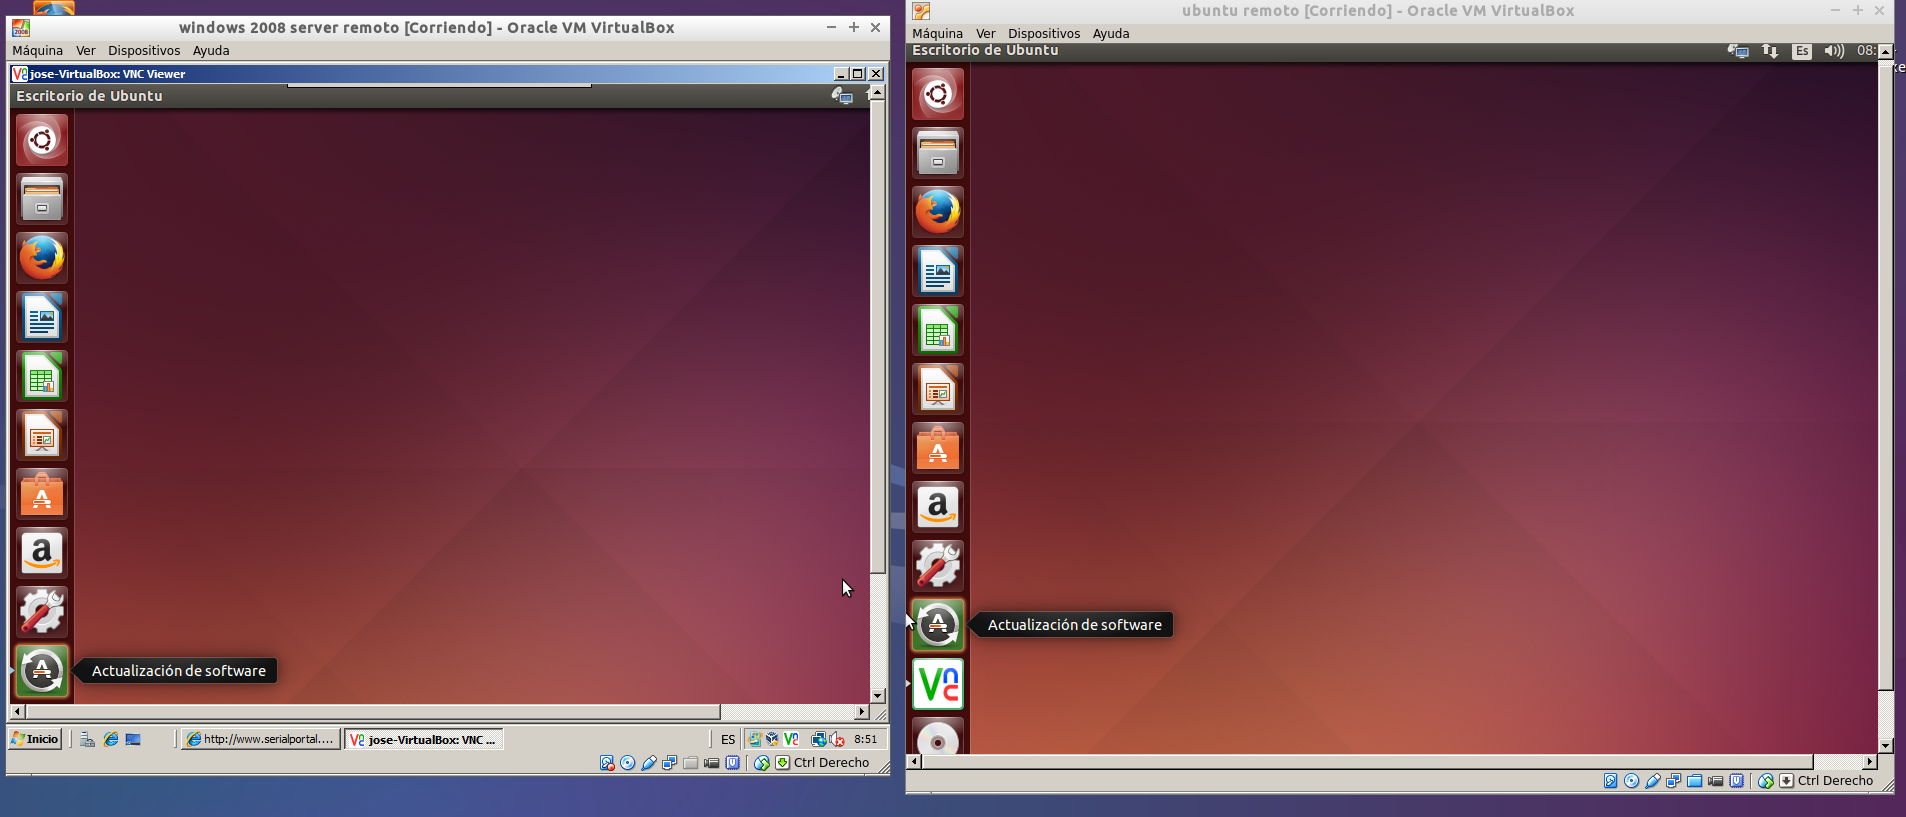 windows 2008 server remoto [Corriendo] - Oracle VM VirtualBox
Máquina Ver Dispositivos Ayuda
jose-VirtualBox: VNC Viewer
Escritorio de Ubuntu
Actualización de software
Inicio
http://www.serialportal....
jose-VirtualBox: VNC ...
ES
8:51
Ctrl Derecho
ubuntu remoto [Corriendo] - Oracle VM VirtualBox
Máquina Ver Dispositivos Ayuda
Escritorio de Ubuntu
Es
08:
Actualización de software
Ctrl Derecho